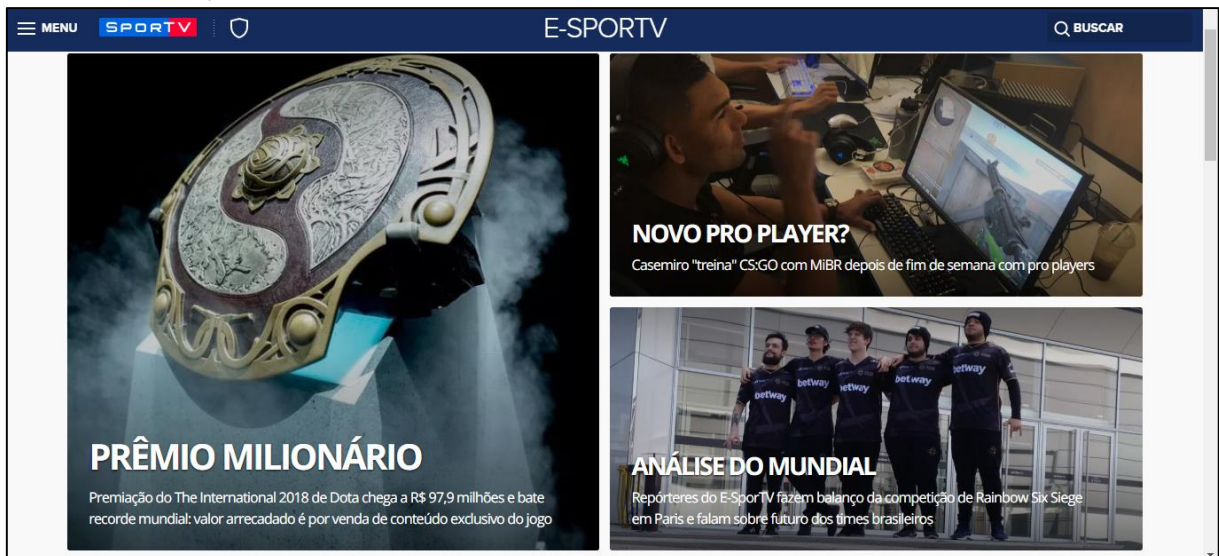 MENU SPORTV E-SPORTV BUSCAR
PRÊMIO MILIONÁRIO
Premiação do The International 2018 de Dota chega a R$ 97,9 milhões e bate
recorde mundial: valor arrecadado é por venda de conteúdo exclusivo do jogo
NOVO PRO PLAYER?
Casemiro "treina" CS:GO com MiBR depois de fim de semana com pro players
betway betway betway betway
ANÁLISE DO MUNDIAL
Repórteres do E-SporTV fazem balanço da competição de Rainbow Six Siege
em Paris e falam sobre futuro dos times brasileiros